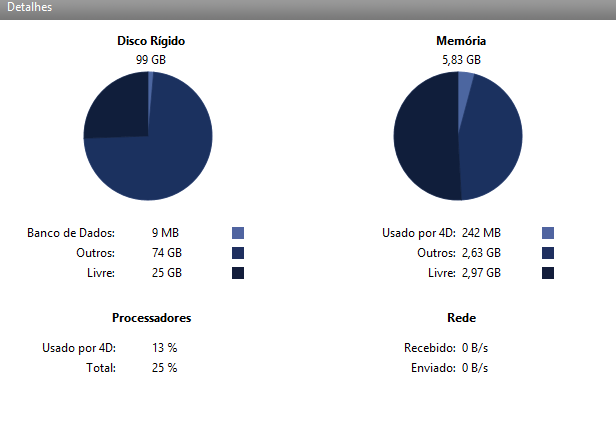 Detalhes
Disco Rígido
99 GB
Banco de Dados: 9 MB
Outros: 74 GB
Livre: 25 GB
Memória
5,83 GB
Usado por 4D: 242 MB
Outros: 2,63 GB
Livre: 2,97 GB
Processadores
Usado por 4D: 13 %
Total: 25 %
Rede
Recebido: 0 B/s
Enviado: 0 B/s